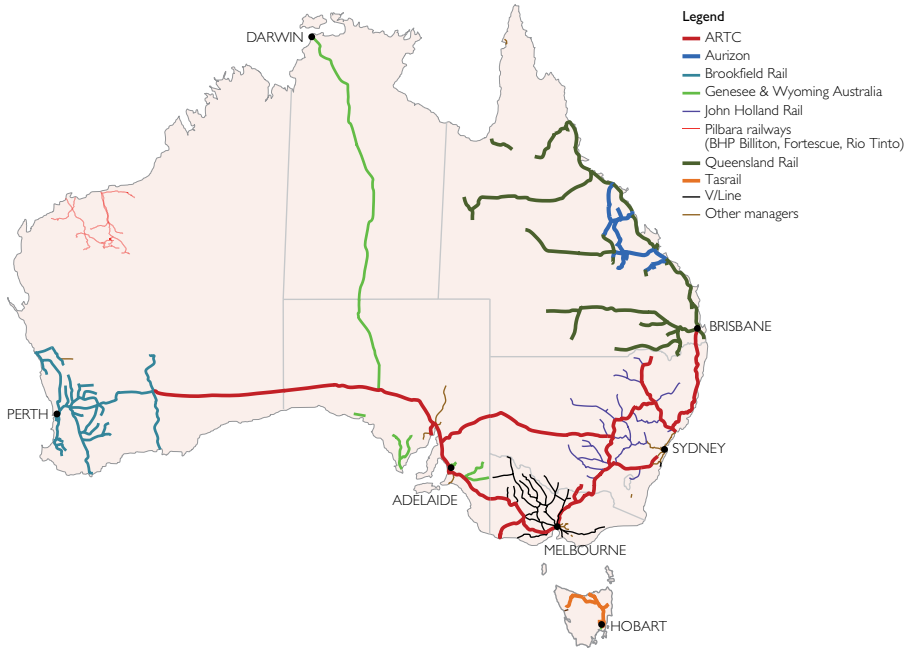 Legend
ARTC
Aurizon
Brookfield Rail
Genesee & Wyoming Australia
John Holland Rail
Pilbara railways
(BHP Billiton, Fortescue, Rio Tinto)
Queensland Rail
Tasrail
V/Line
Other managers
DARWIN
BRISBANE
PERTH
SYDNEY
ADELAIDE
MELBOURNE
HOBART